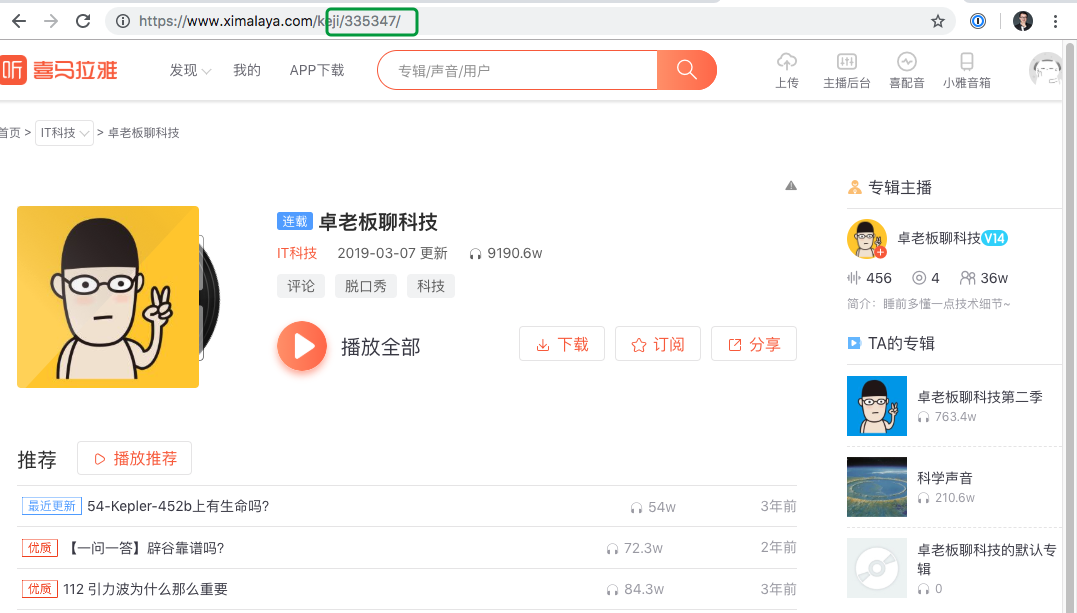 https://www.ximalaya.com/keji/335347/
听 喜马拉雅 发现 我的 APP下载 专辑/声音/用户 上传 主播后台 喜配音 小雅音箱
首页 > IT科技 > 卓老板聊科技
连载 卓老板聊科技
IT科技 2019-03-07 更新 9190.6w
评论 脱口秀 科技
播放全部 下载 订阅 分享
推荐 播放推荐
最近更新 54-Kepler-452b上有生命吗? 54w 3年前
优质 【一问一答】辟谷靠谱吗? 72.3w 2年前
优质 112 引力波为什么那么重要 84.3w 3年前
专辑主播
卓老板聊科技 V14
456 4 36w
简介：睡前多懂一点技术细节~
TA的专辑
卓老板聊科技第二季
763.4w
科学声音
210.6w
卓老板聊科技的默认专
辑
0